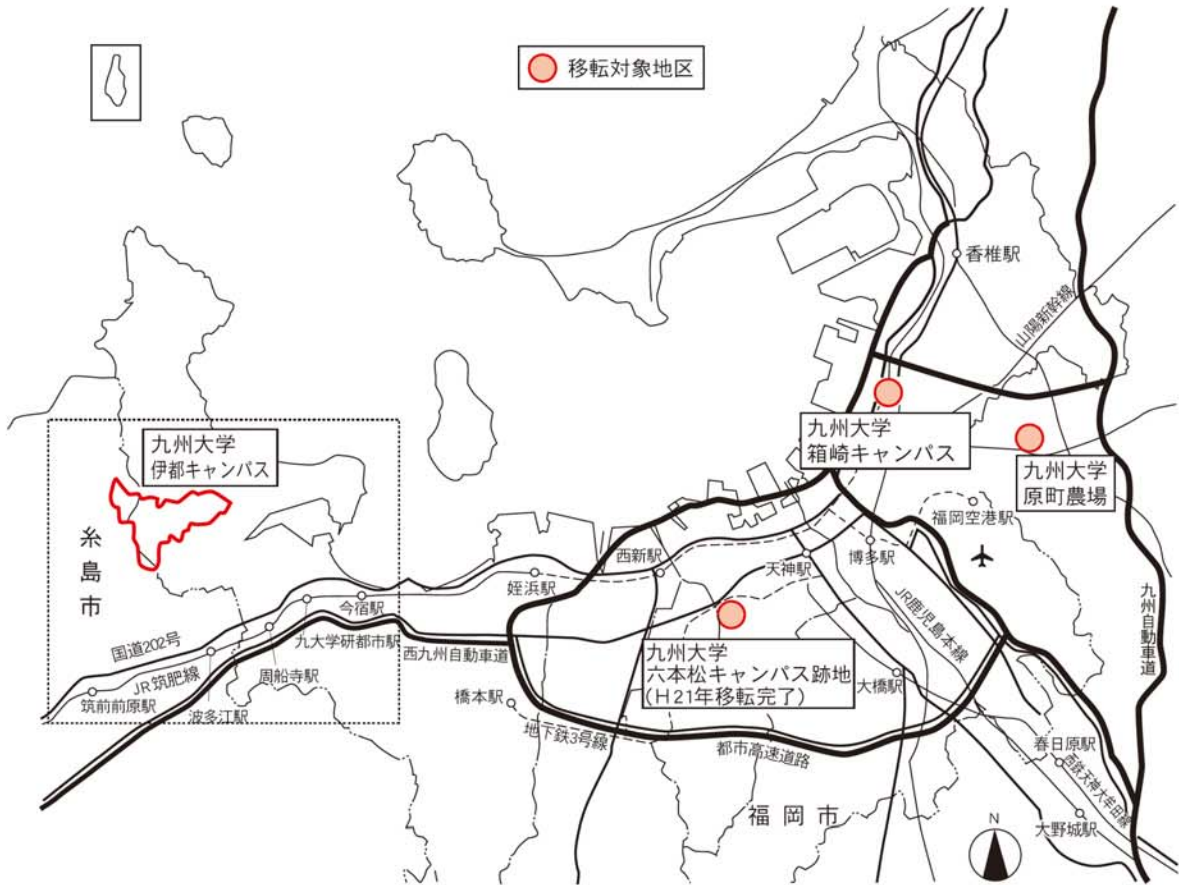 移転対象地区
香椎駅
山陽新幹線
九州大学
箱崎キャンパス
九州大学
原町農場
九州大学
伊都キャンパス
糸島市
福岡空港駅
西新駅
天神駅
博多駅
姪浜駅
今宿駅
九大学研都市駅
国道202号
JR筑肥線
周船寺駅
筑前前原駅
波多江駅
西九州自動車道
九州大学
六本松キャンパス跡地
(H21年移転完了)
JR鹿児島本線
九州自動車道
橋本駅
大橋駅
地下鉄3号線
都市高速道路
春日原駅
西鉄天神大牟田線
福岡市
大野城駅
N